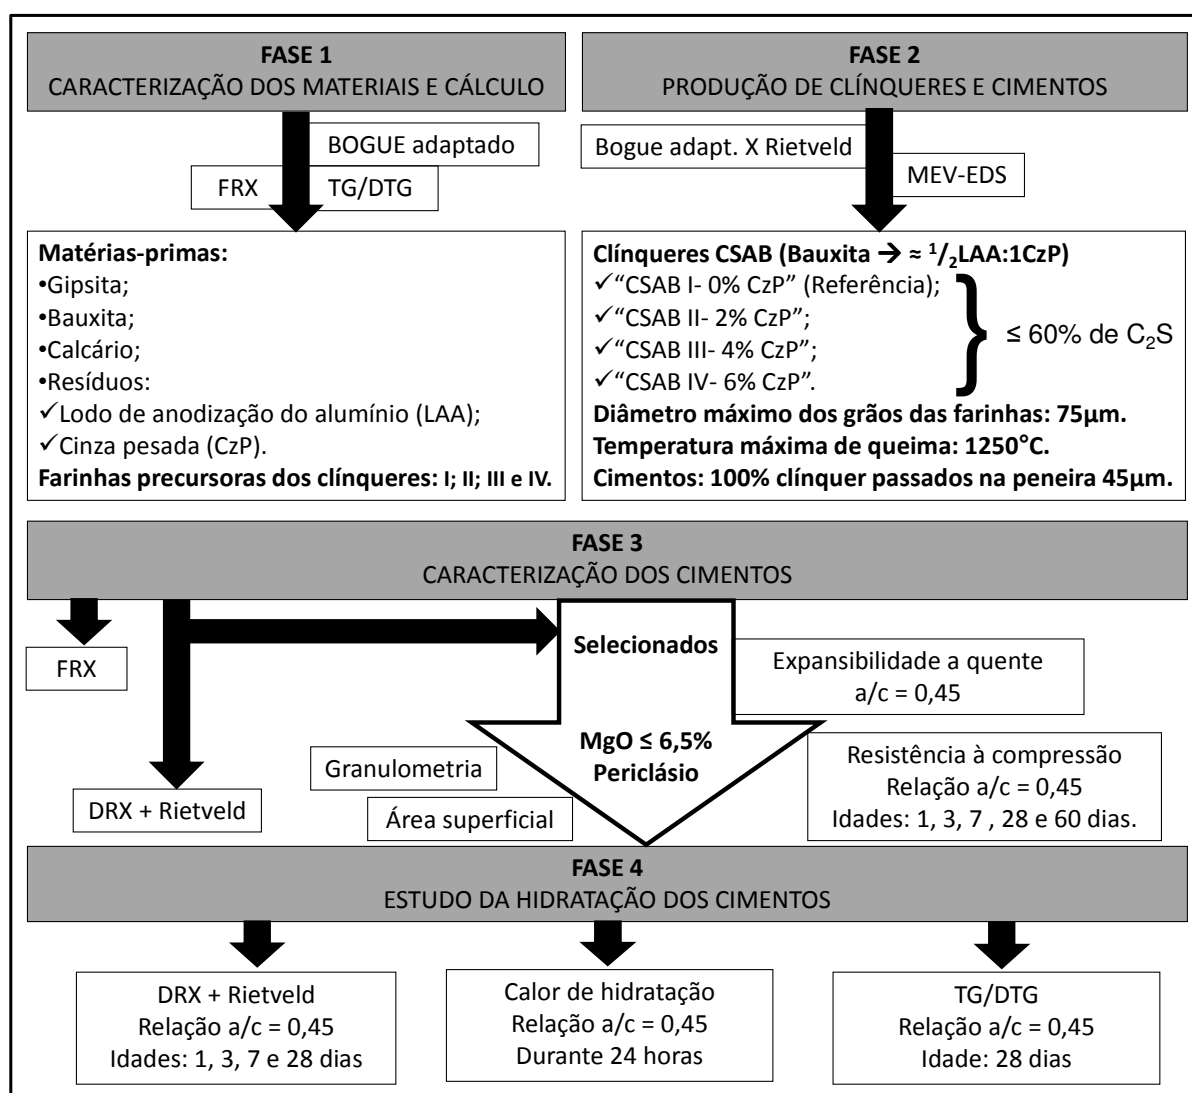 FASE 1
CARACTERIZAÇÃO DOS MATERIAIS E CÁLCULO
BOGUE adaptado
FRX
TG/DTG
Matérias-primas:
•Gipsita;
•Bauxita;
•Calcário;
•Resíduos:
✓Lodo de anodização do alumínio (LAA);
✓Cinza pesada (CzP).
Farinhas precursoras dos clínqueres: I; II; III e IV.
FASE 2
PRODUÇÃO DE CLÍNQUERES E CIMENTOS
Bogue adapt. X Rietveld
MEV-EDS
Clínqueres CSAB (Bauxita → ≈ ¹/₂LAA:1CzP)
✓“CSAB I- 0% CzP” (Referência);
✓“CSAB II- 2% CzP”;
✓“CSAB III- 4% CzP”;
✓“CSAB IV- 6% CzP”.
≤ 60% de C₂S
Diâmetro máximo dos grãos das farinhas: 75µm.
Temperatura máxima de queima: 1250°C.
Cimentos: 100% clínquer passados na peneira 45µm.
FASE 3
CARACTERIZAÇÃO DOS CIMENTOS
FRX
DRX + Rietveld
Selecionados
MgO ≤ 6,5%
Periclásio
Granulometria
Área superficial
Expansibilidade a quente
a/c = 0,45
Resistência à compressão
Relação a/c = 0,45
Idades: 1, 3, 7 , 28 e 60 dias.
FASE 4
ESTUDO DA HIDRATAÇÃO DOS CIMENTOS
DRX + Rietveld
Relação a/c = 0,45
Idades: 1, 3, 7 e 28 dias
Calor de hidratação
Relação a/c = 0,45
Durante 24 horas
TG/DTG
Relação a/c = 0,45
Idade: 28 dias